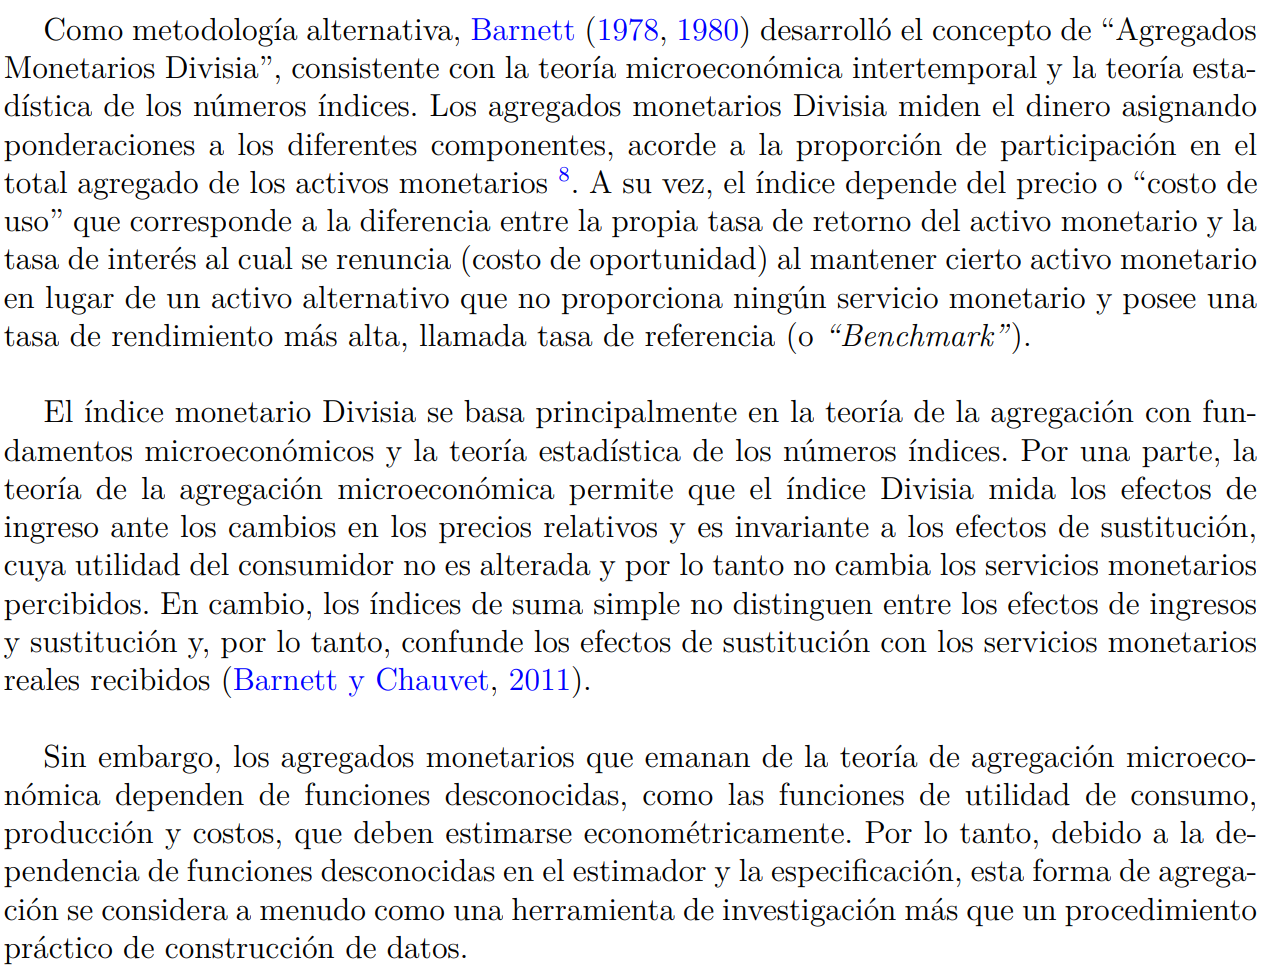 Como metodología alternativa, Barnett (1978, 1980) desarrolló el concepto de “Agregados
Monetarios Divisia”, consistente con la teoría microeconómica intertemporal y la teoría esta-
dística de los números índices. Los agregados monetarios Divisia miden el dinero asignando
ponderaciones a los diferentes componentes, acorde a la proporción de participación en el
total agregado de los activos monetarios 8. A su vez, el índice depende del precio o “costo de
uso” que corresponde a la diferencia entre la propia tasa de retorno del activo monetario y la
tasa de interés al cual se renuncia (costo de oportunidad) al mantener cierto activo monetario
en lugar de un activo alternativo que no proporciona ningún servicio monetario y posee una
tasa de rendimiento más alta, llamada tasa de referencia (o “Benchmark”).
El índice monetario Divisia se basa principalmente en la teoría de la agregación con fun-
damentos microeconómicos y la teoría estadística de los números índices. Por una parte, la
teoría de la agregación microeconómica permite que el índice Divisia mida los efectos de
ingreso ante los cambios en los precios relativos y es invariante a los efectos de sustitución,
cuya utilidad del consumidor no es alterada y por lo tanto no cambia los servicios monetarios
percibidos. En cambio, los índices de suma simple no distinguen entre los efectos de ingresos
y sustitución y, por lo tanto, confunde los efectos de sustitución con los servicios monetarios
reales recibidos (Barnett y Chauvet, 2011).
Sin embargo, los agregados monetarios que emanan de la teoría de agregación microeco-
nómica dependen de funciones desconocidas, como las funciones de utilidad de consumo,
producción y costos, que deben estimarse econométricamente. Por lo tanto, debido a la de-
pendencia de funciones desconocidas en el estimador y la especificación, esta forma de agrega-
ción se considera a menudo como una herramienta de investigación más que un procedimiento
práctico de construcción de datos.